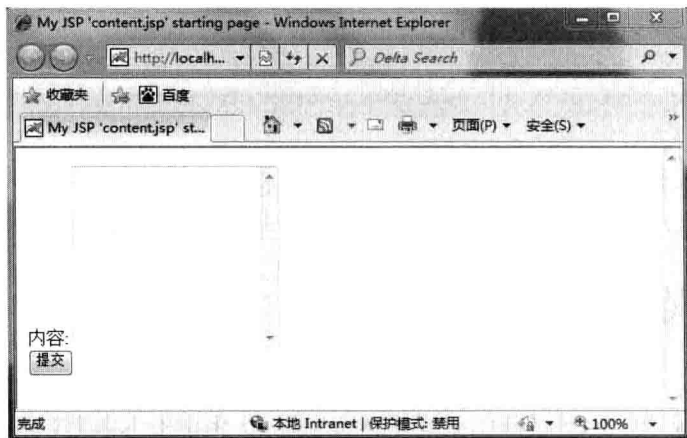 My JSP 'content.jsp' starting page - Windows Internet Explorer
http://localh...
Delta Search
收藏夹
百度
My JSP 'content.jsp' st...
页面(P)
安全(S)
»
内容:
提交
完成
本地 Intranet | 保护模式: 禁用
100%